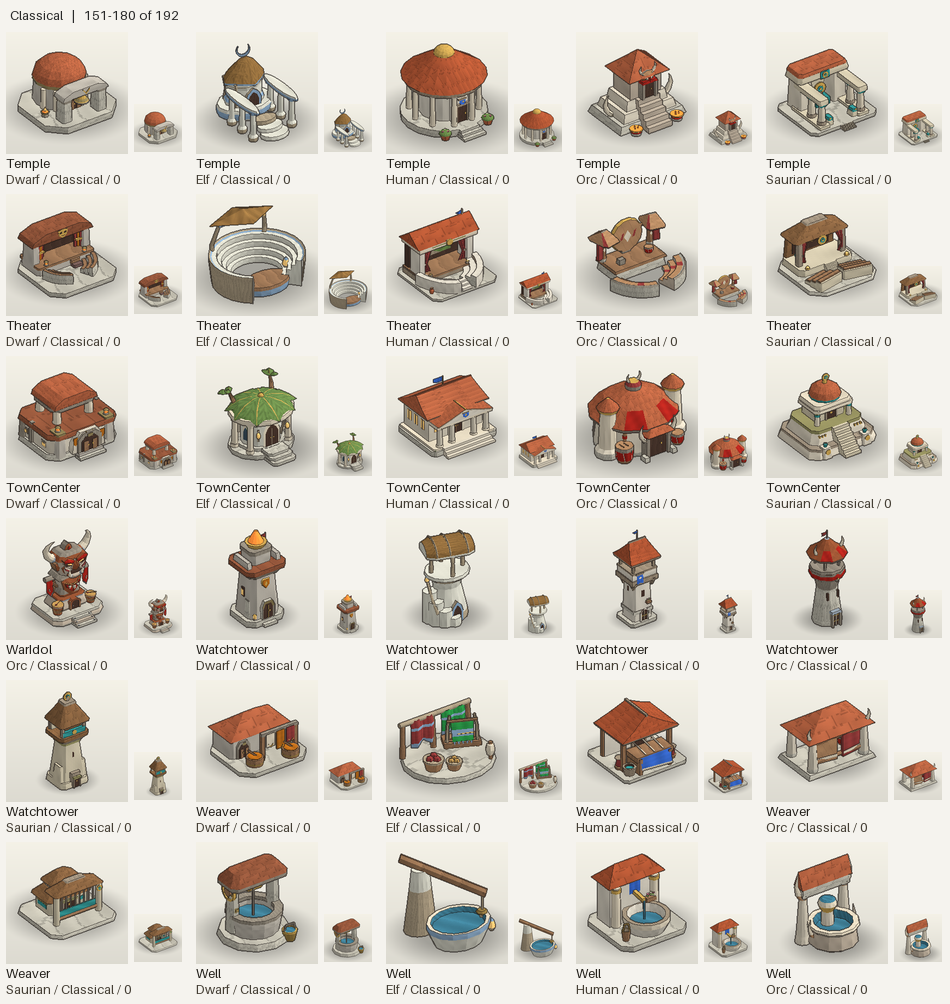 Classical | 151-180 of 192
Temple
Dwarf / Classical / 0
Temple
Elf / Classical / 0
Temple
Human / Classical / 0
Temple
Orc / Classical / 0
Temple
Saurian / Classical / 0
Theater
Dwarf / Classical / 0
Theater
Elf / Classical / 0
Theater
Human / Classical / 0
Theater
Orc / Classical / 0
Theater
Saurian / Classical / 0
TownCenter
Dwarf / Classical / 0
TownCenter
Elf / Classical / 0
TownCenter
Human / Classical / 0
TownCenter
Orc / Classical / 0
TownCenter
Saurian / Classical / 0
WarIdol
Orc / Classical / 0
Watchtower
Dwarf / Classical / 0
Watchtower
Elf / Classical / 0
Watchtower
Human / Classical / 0
Watchtower
Orc / Classical / 0
Watchtower
Saurian / Classical / 0
Weaver
Dwarf / Classical / 0
Weaver
Elf / Classical / 0
Weaver
Human / Classical / 0
Weaver
Orc / Classical / 0
Weaver
Saurian / Classical / 0
Well
Dwarf / Classical / 0
Well
Elf / Classical / 0
Well
Human / Classical / 0
Well
Orc / Classical / 0